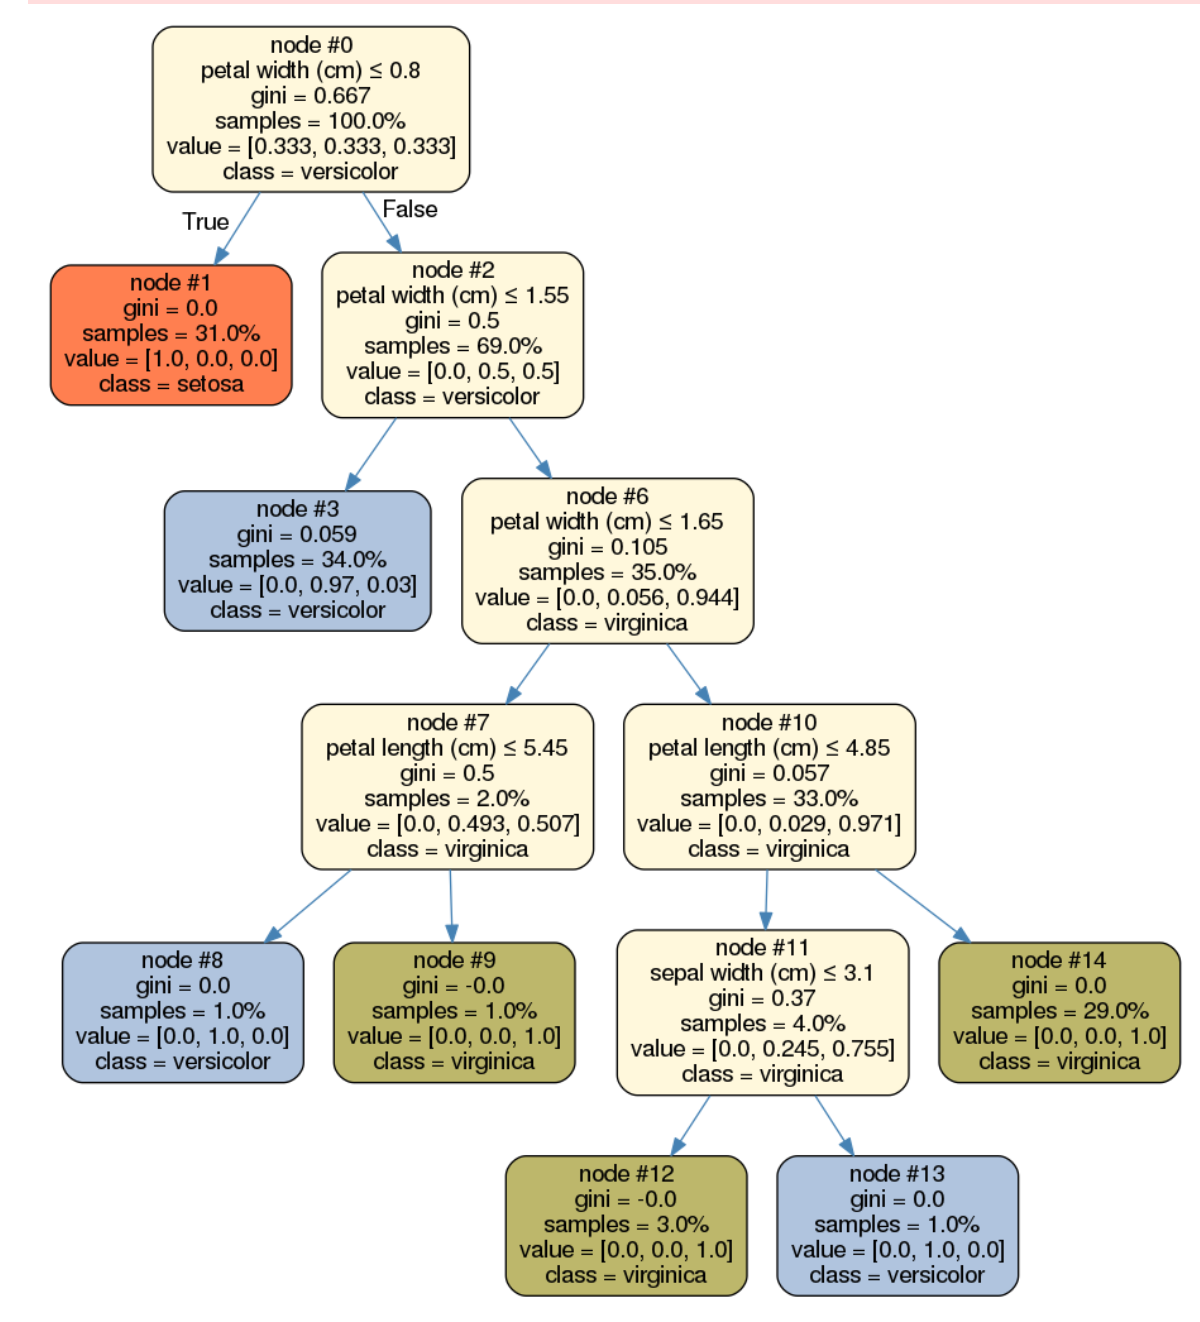 node #0
petal width (cm) ≤ 0.8
gini = 0.667
samples = 100.0%
value = [0.333, 0.333, 0.333]
class = versicolor
True
False
node #1
gini = 0.0
samples = 31.0%
value = [1.0, 0.0, 0.0]
class = setosa
node #2
petal width (cm) ≤ 1.55
gini = 0.5
samples = 69.0%
value = [0.0, 0.5, 0.5]
class = versicolor
node #3
gini = 0.059
samples = 34.0%
value = [0.0, 0.97, 0.03]
class = versicolor
node #6
petal width (cm) ≤ 1.65
gini = 0.105
samples = 35.0%
value = [0.0, 0.056, 0.944]
class = virginica
node #7
petal length (cm) ≤ 5.45
gini = 0.5
samples = 2.0%
value = [0.0, 0.493, 0.507]
class = virginica
node #10
petal length (cm) ≤ 4.85
gini = 0.057
samples = 33.0%
value = [0.0, 0.029, 0.971]
class = virginica
node #8
gini = 0.0
samples = 1.0%
value = [0.0, 1.0, 0.0]
class = versicolor
node #9
gini = -0.0
samples = 1.0%
value = [0.0, 0.0, 1.0]
class = virginica
node #11
sepal width (cm) ≤ 3.1
gini = 0.37
samples = 4.0%
value = [0.0, 0.245, 0.755]
class = virginica
node #14
gini = 0.0
samples = 29.0%
value = [0.0, 0.0, 1.0]
class = virginica
node #12
gini = -0.0
samples = 3.0%
value = [0.0, 0.0, 1.0]
class = virginica
node #13
gini = 0.0
samples = 1.0%
value = [0.0, 1.0, 0.0]
class = versicolor